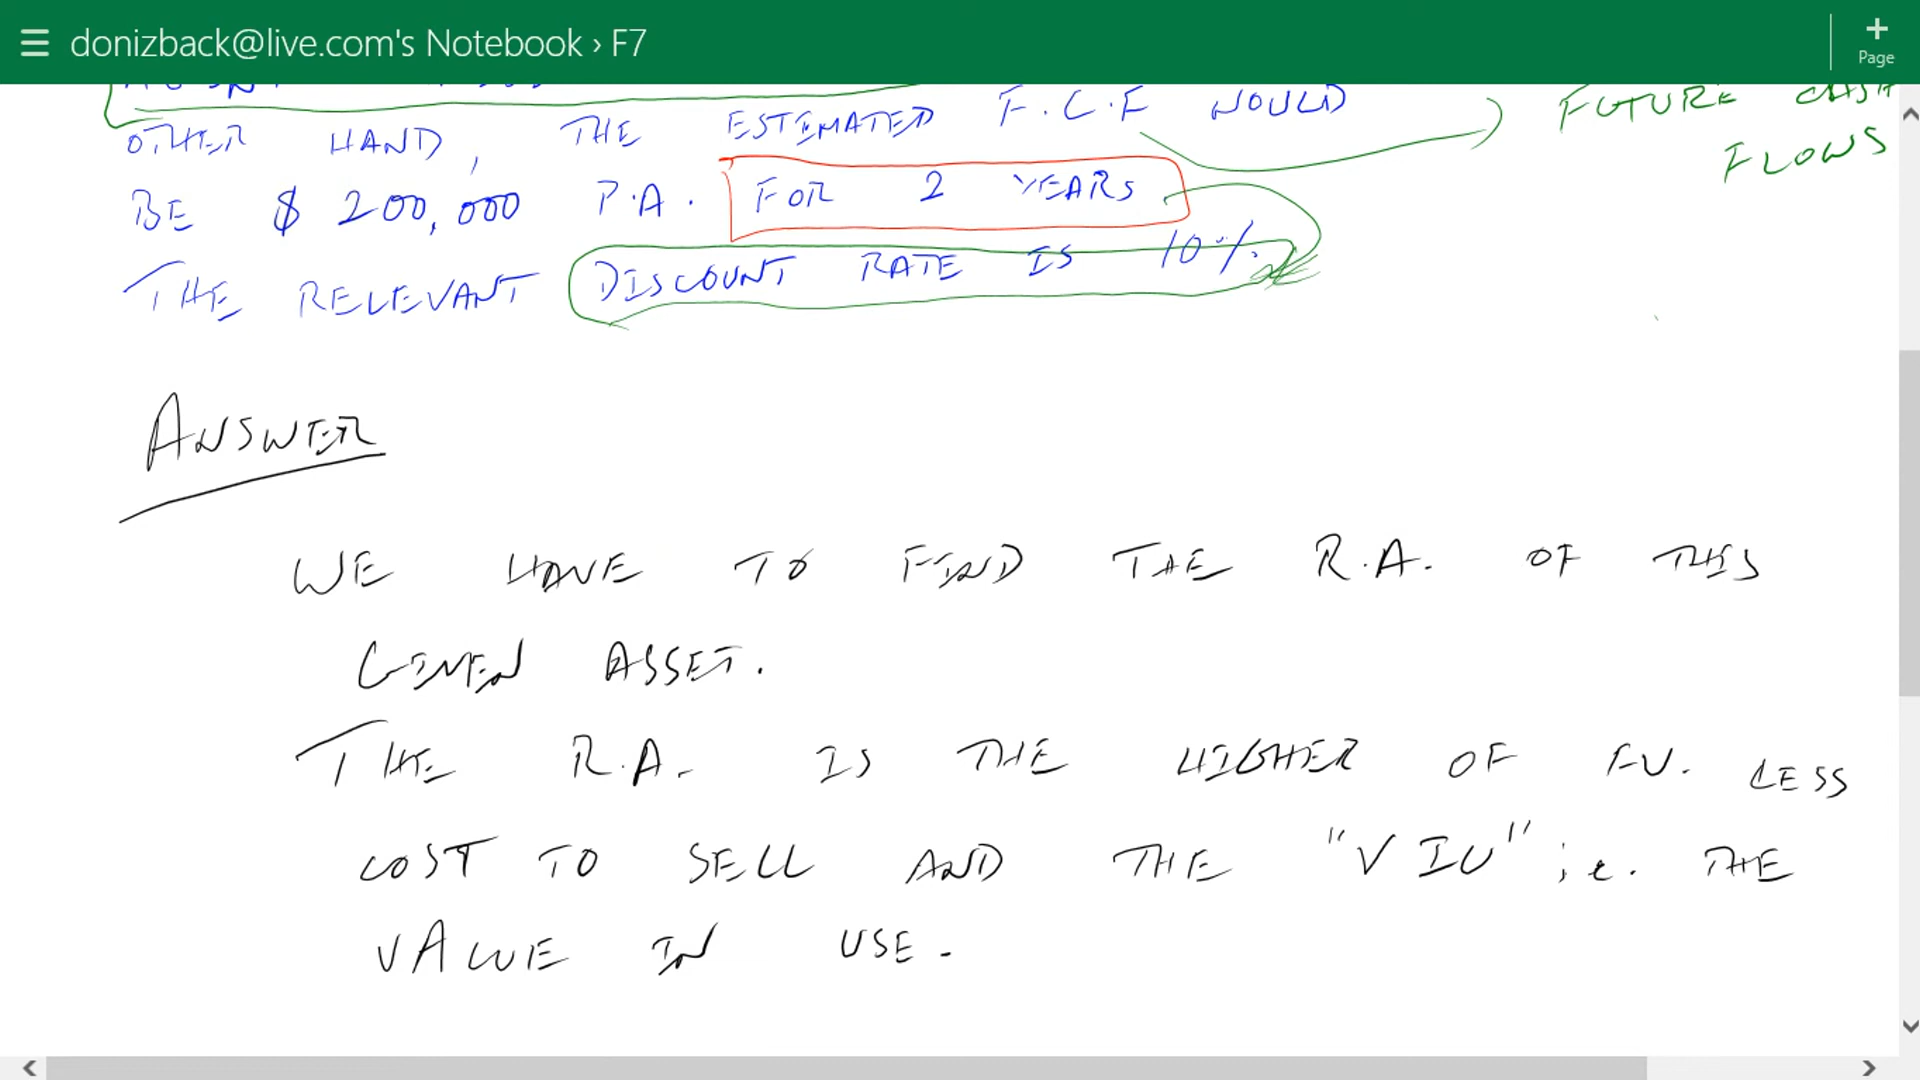 donizback@live.com's Notebook › F7
Page
OTHER HAND, THE ESTIMATED F.C.F WOULD
FUTURE CASH
FLOWS
BE $ 200,000 P.A. FOR 2 YEARS
THE RELEVANT DISCOUNT RATE IS 10%.
ANSWER
WE HAVE TO FIND THE R.A. OF THIS
GIVEN ASSET.
THE R.A. IS THE HIGHER OF FV. LESS
COST TO SELL AND THE "VIU" i.e. THE
VALUE IN USE.